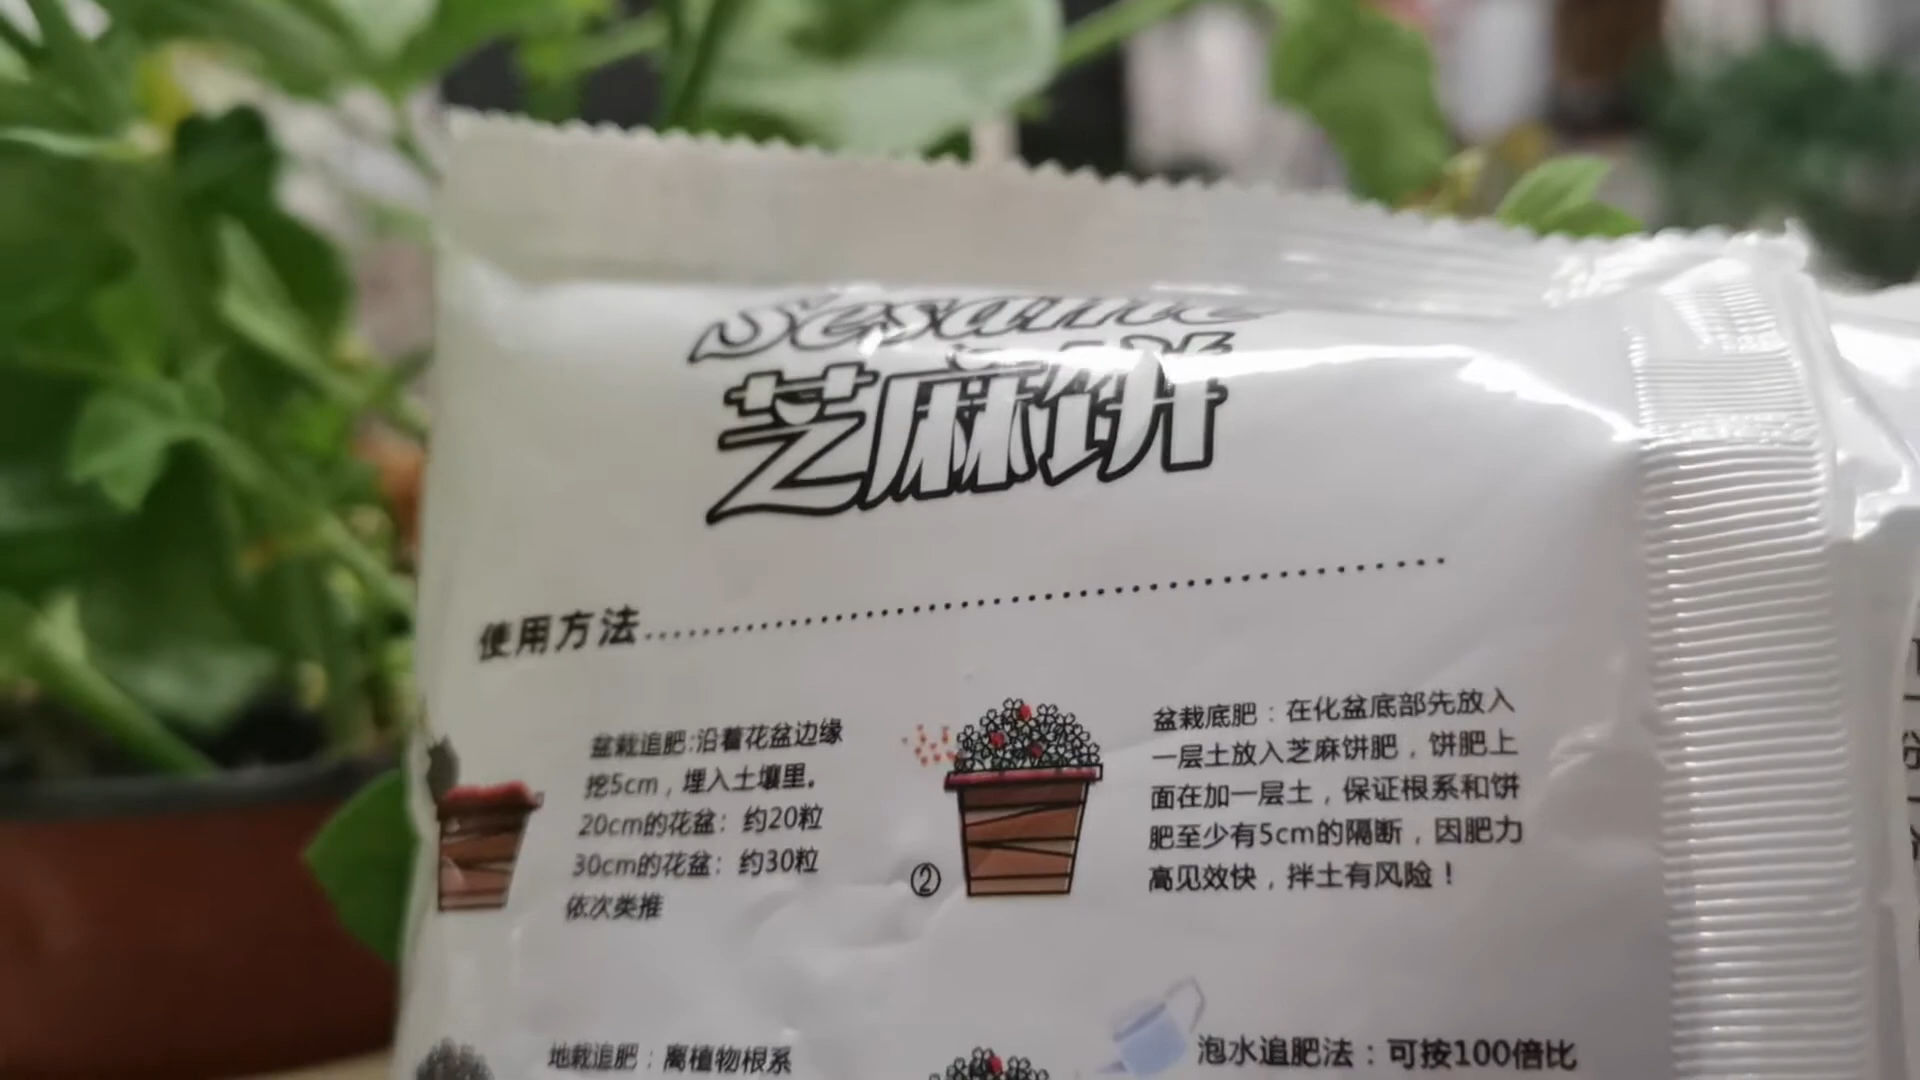 Sesame
芝麻饼
使用方法
盆栽追肥:沿着花盆边缘
挖5cm，埋入土壤里。
20cm的花盆：约20粒
30cm的花盆：约30粒
依次类推
②
盆栽底肥：在化盆底部先放入
一层土放入芝麻饼肥，饼肥上
面在加一层土，保证根系和饼
肥至少有5cm的隔断，因肥力
高见效快，拌土有风险！
地栽追肥：离植物根系
泡水追肥法：可按100倍比